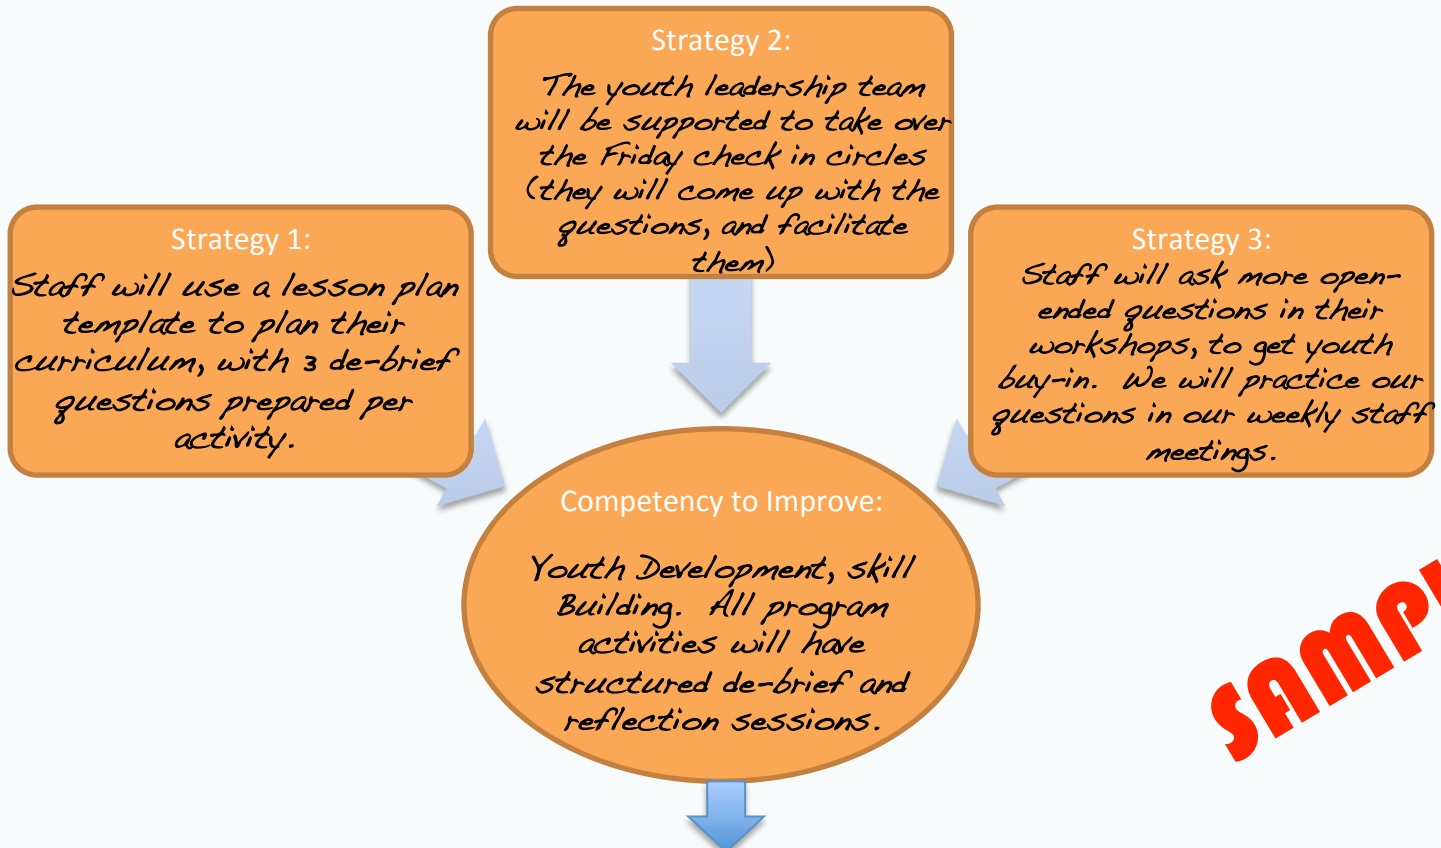 Strategy 2:
The youth leadership team
will be supported to take over
the Friday check in circles
(they will come up with the
questions, and facilitate
them)
Strategy 1:
Staff will use a lesson plan
template to plan their
curriculum, with 3 de-brief
questions prepared per
activity.
Strategy 3:
Staff will ask more open-
ended questions in their
workshops, to get youth
buy-in. We will practice our
questions in our weekly staff
meetings.
Competency to Improve:
Youth Development, skill
Building. All program
activities will have
structured de-brief and
reflection sessions.